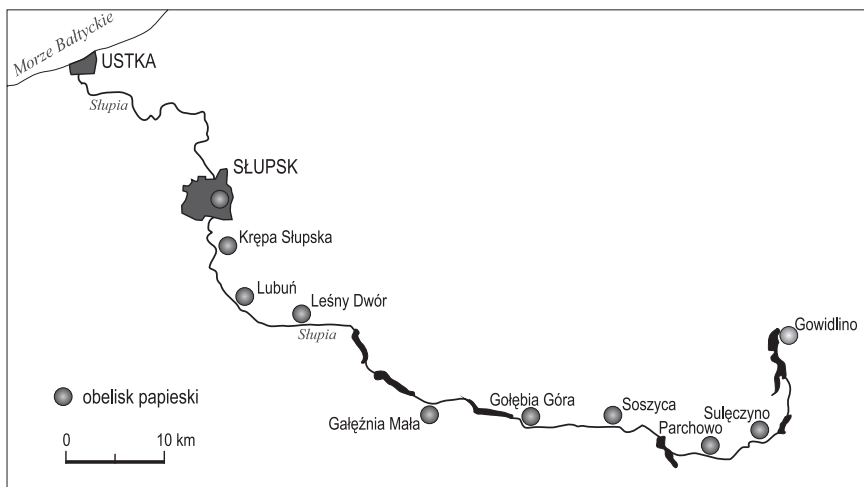 Morze Bałtyckie
USTKA
Słupia
SŁUPSK
Krępa Słupska
Lubuń
Leśny Dwór
Słupia
Gowidlino
obelisk papieski
Gołębia Góra
Soszyca
Sulęczyno
Gałęźnia Mała
Parchowo
0 10 km